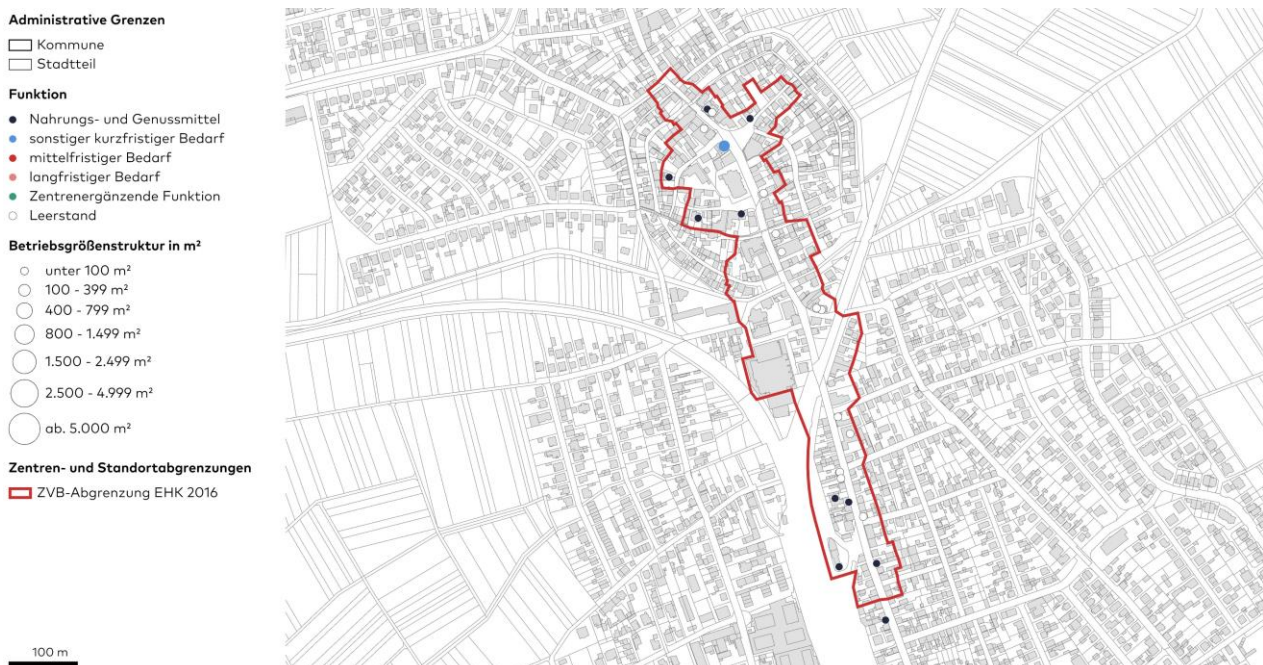 Administrative Grenzen
Kommune
Stadtteil
Funktion
Nahrungs- und Genussmittel
sonstiger kurzfristiger Bedarf
mittelfristiger Bedarf
langfristiger Bedarf
Zentrenergänzende Funktion
Leerstand
Betriebsgrößenstruktur in m²
unter 100 m²
100 - 399 m²
400 - 799 m²
800 - 1.499 m²
1.500 - 2.499 m²
2.500 - 4.999 m²
ab. 5.000 m²
Zentren- und Standortabgrenzungen
ZVB-Abgrenzung EHK 2016
100 m